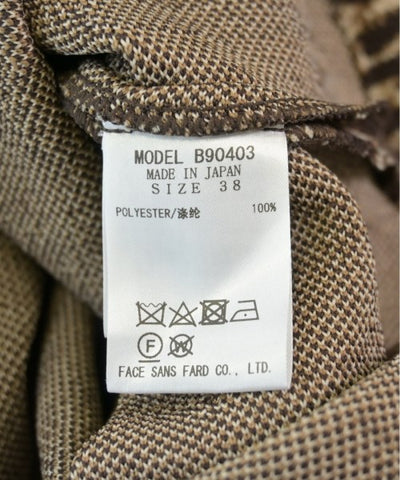 MODEL B90403
MADE IN JAPAN
SIZE 38
POLYESTER/涤纶 100%
F W
FACE SANS FARD CO., LTD.